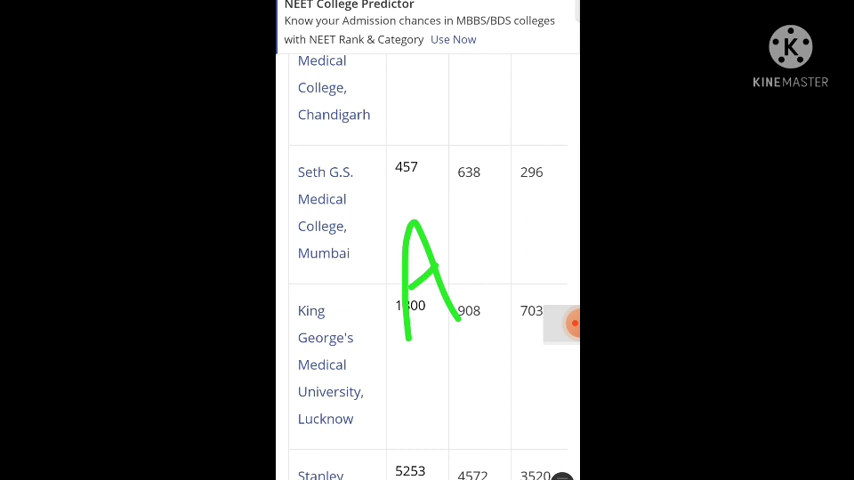 NEET College Predictor
Know your Admission chances in MBBS/BDS colleges
with NEET Rank & Category Use Now
K
KINEMASTER
Medical
College,
Chandigarh
Seth G.S. 457 638 296
Medical
College,
Mumbai
A
King 1300 908 703
George's
Medical
University,
Lucknow
Stanley 5253 4572 3520